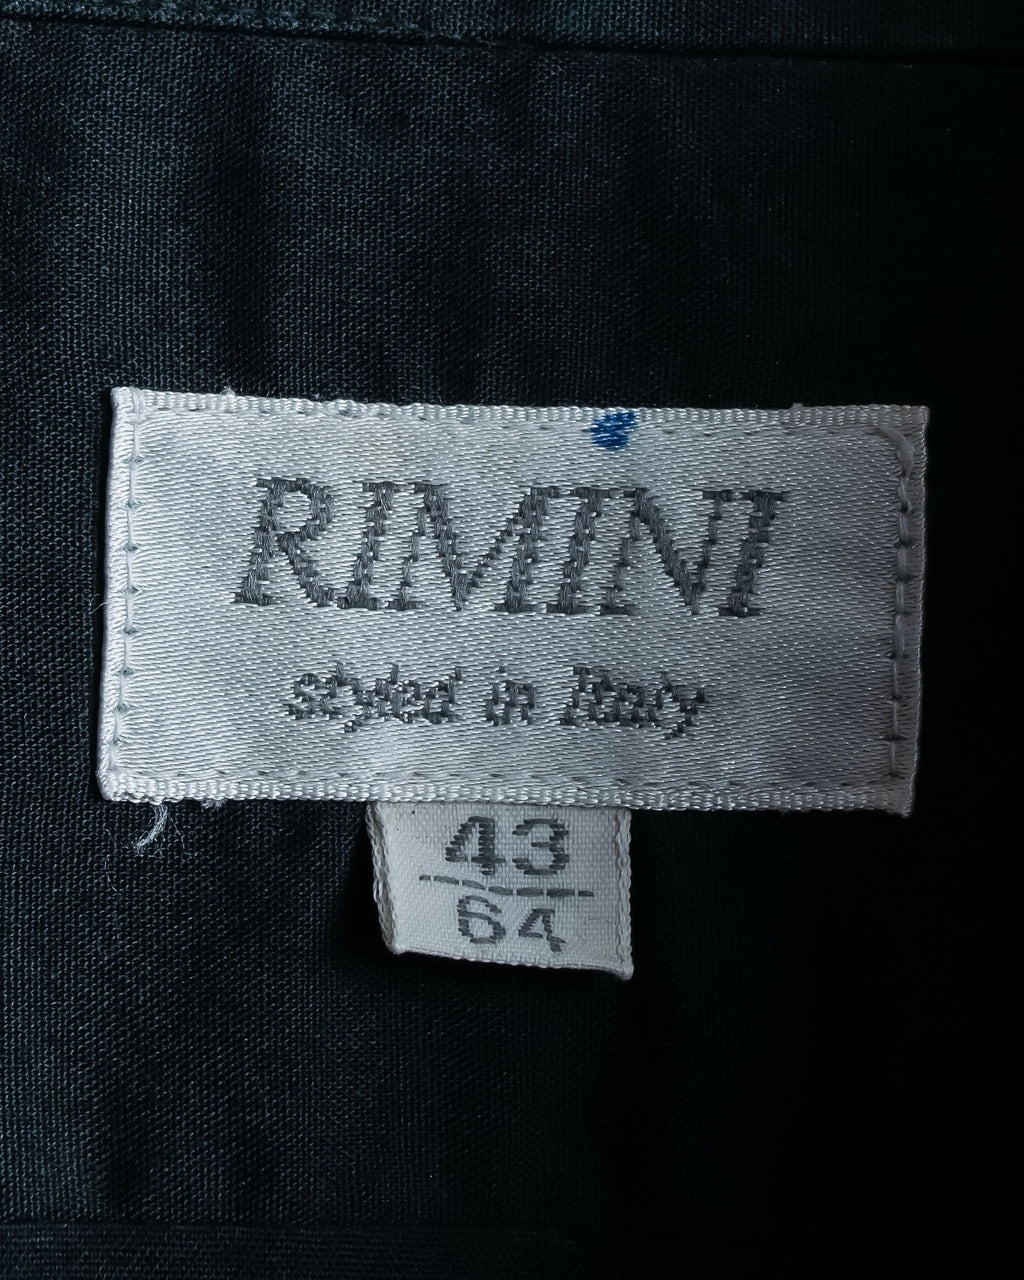 RIMINI
styled in Italy
43
64